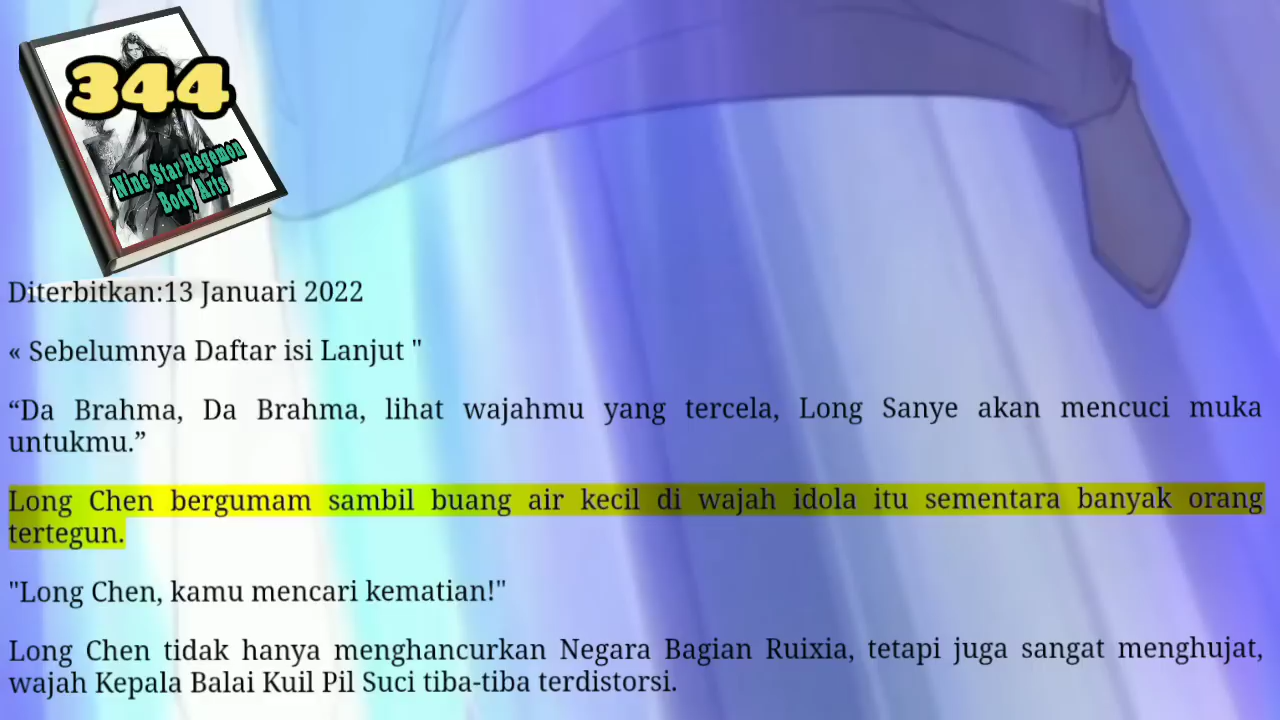 344
Nine Star Hegemon
Body Arts
Diterbitkan:13 Januari 2022
« Sebelumnya Daftar isi Lanjut "
“Da Brahma, Da Brahma, lihat wajahmu yang tercela, Long Sanye akan mencuci muka
untukmu.”
Long Chen bergumam sambil buang air kecil di wajah idola itu sementara banyak orang
tertegun.
"Long Chen, kamu mencari kematian!"
Long Chen tidak hanya menghancurkan Negara Bagian Ruixia, tetapi juga sangat menghujat,
wajah Kepala Balai Kuil Pil Suci tiba-tiba terdistorsi.